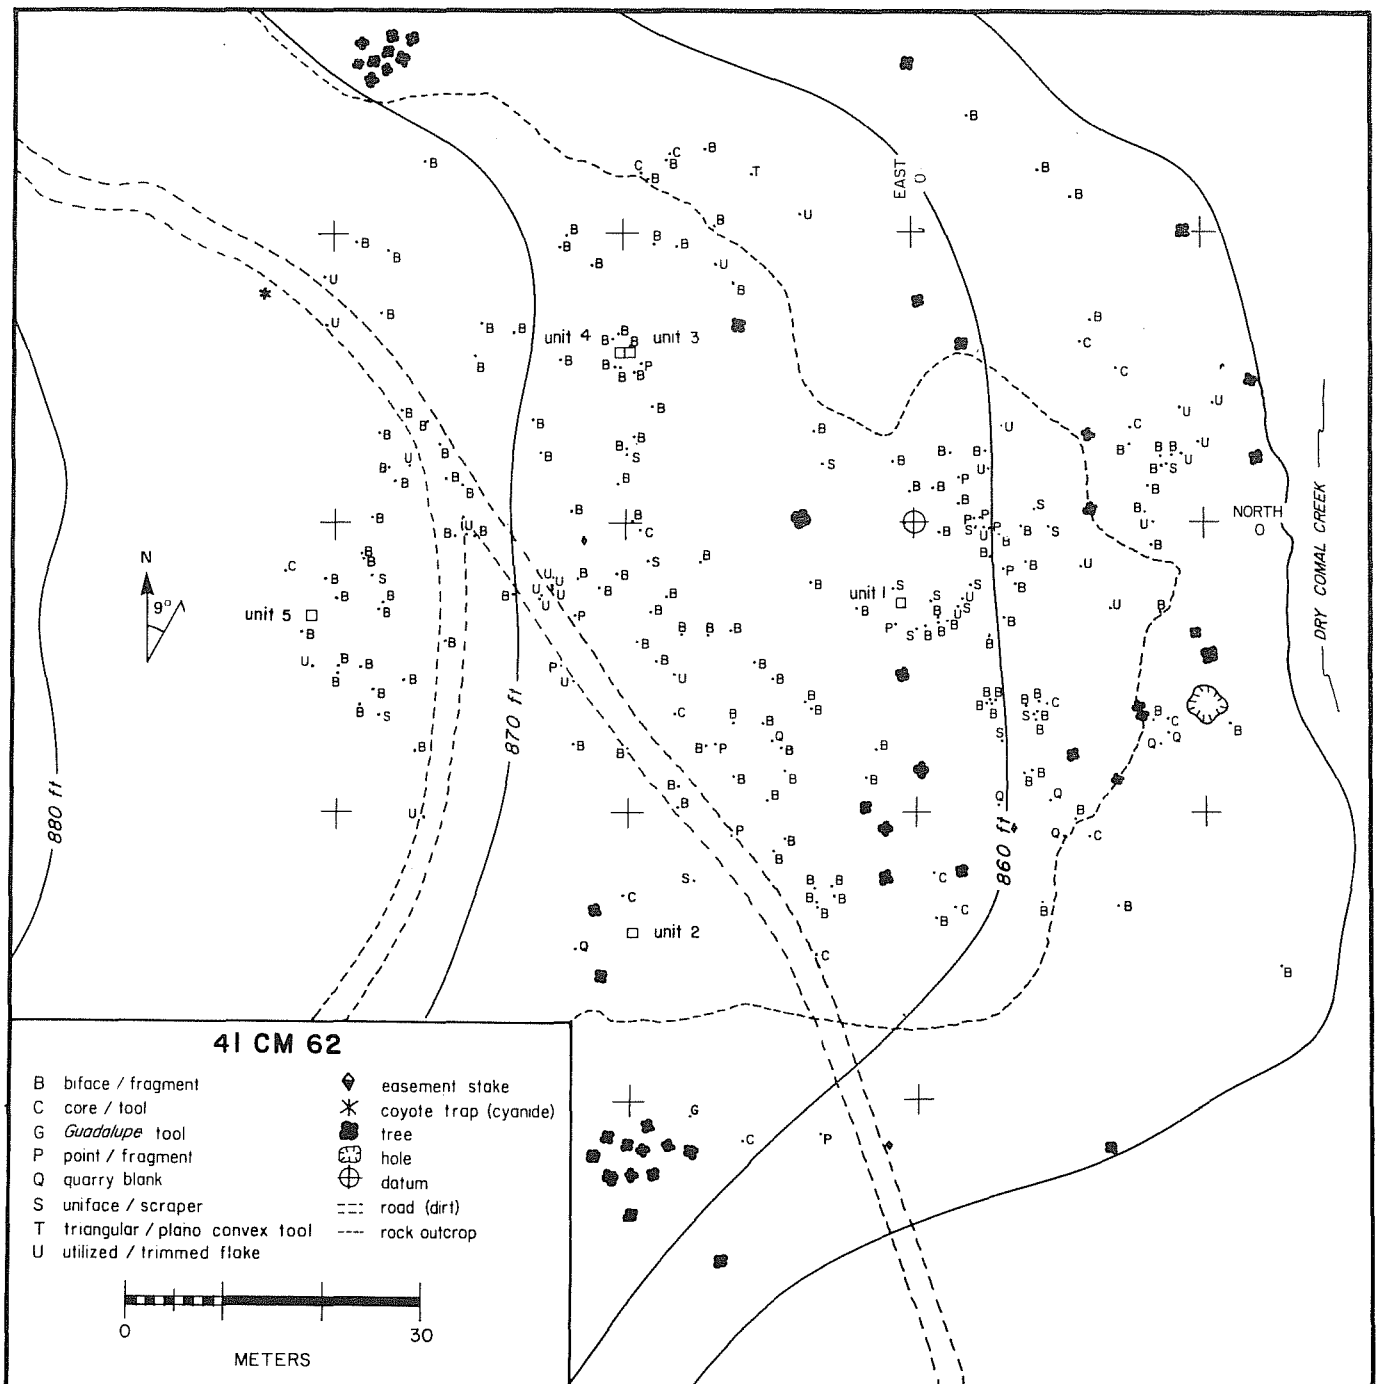 EAST
0
unit 4
unit 3
NORTH
0
DRY COMAL CREEK
N
9°
unit 1
unit 5
870 ft
880 ft
860 ft
unit 2
41 CM 62
B biface / fragment
C core / tool
G Guadalupe tool
P point / fragment
Q quarry blank
S uniface / scraper
T triangular / plano convex tool
U utilized / trimmed flake
easement stake
coyote trap (cyanide)
tree
hole
datum
road (dirt)
rock outcrop
0 30
METERS